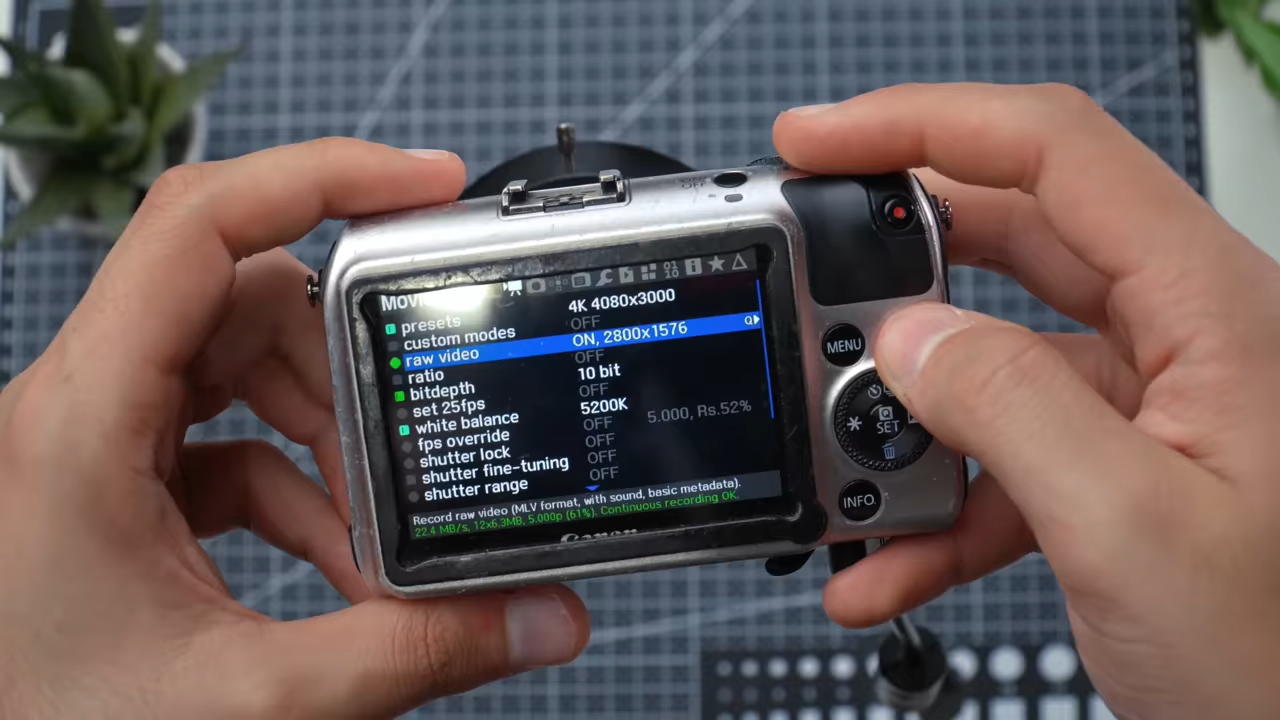 OFF
presets 4K 4080x3000
custom modes OFF
raw video ON, 2800x1576
ratio OFF
bitdepth 10 bit
set 25fps OFF
white balance 5200K
fps override OFF 5.000, Rs.52%
shutter lock OFF
shutter fine-tuning OFF
shutter range OFF
Record raw video (MLV format, with sound, basic metadata).
22.4 MB/s, 12x6.3MB, 5.000p (61%). Continuous recording OK.
Canon
MENU
Q
SET
INFO.